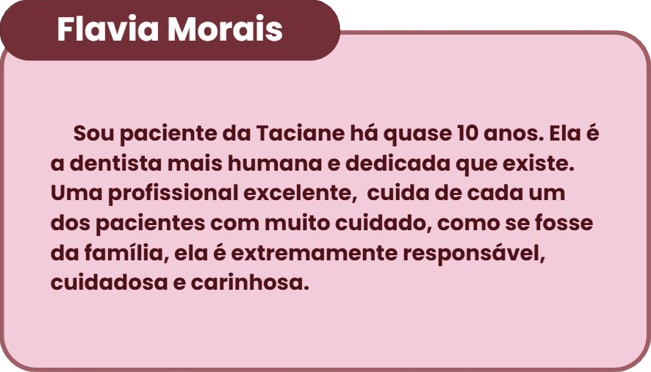 Flavia Morais
Sou paciente da Taciane há quase 10 anos. Ela é
a dentista mais humana e dedicada que existe.
Uma profissional excelente,  cuida de cada um
dos pacientes com muito cuidado, como se fosse
da família, ela é extremamente responsável,
cuidadosa e carinhosa.